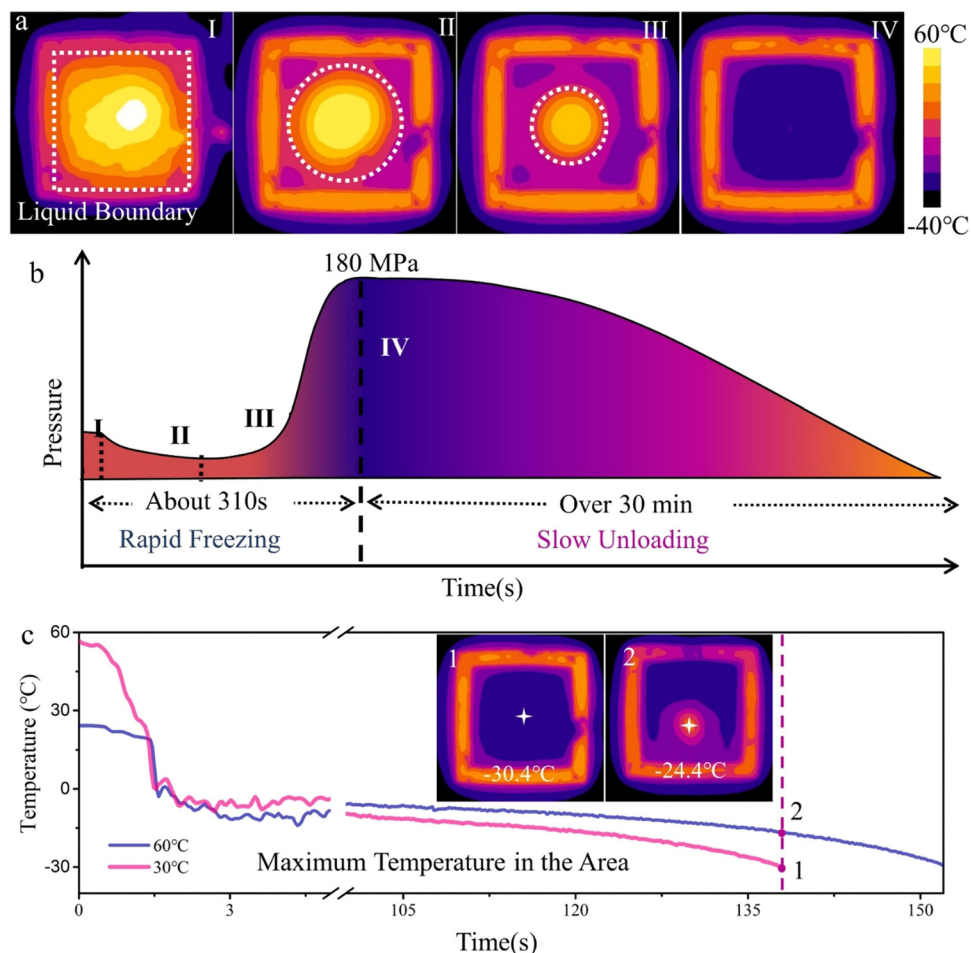 a
I
II
III
IV
60℃
-40℃
Liquid Boundary
b
180 MPa
I
II
III
IV
Pressure
About 310s
Over 30 min
Rapid Freezing
Slow Unloading
Time(s)
c
60
30
0
-30
Temperature (°C)
1
2
-30.4℃
-24.4℃
2
1
60℃
30℃
Maximum Temperature in the Area
0
3
105
120
135
150
Time(s)